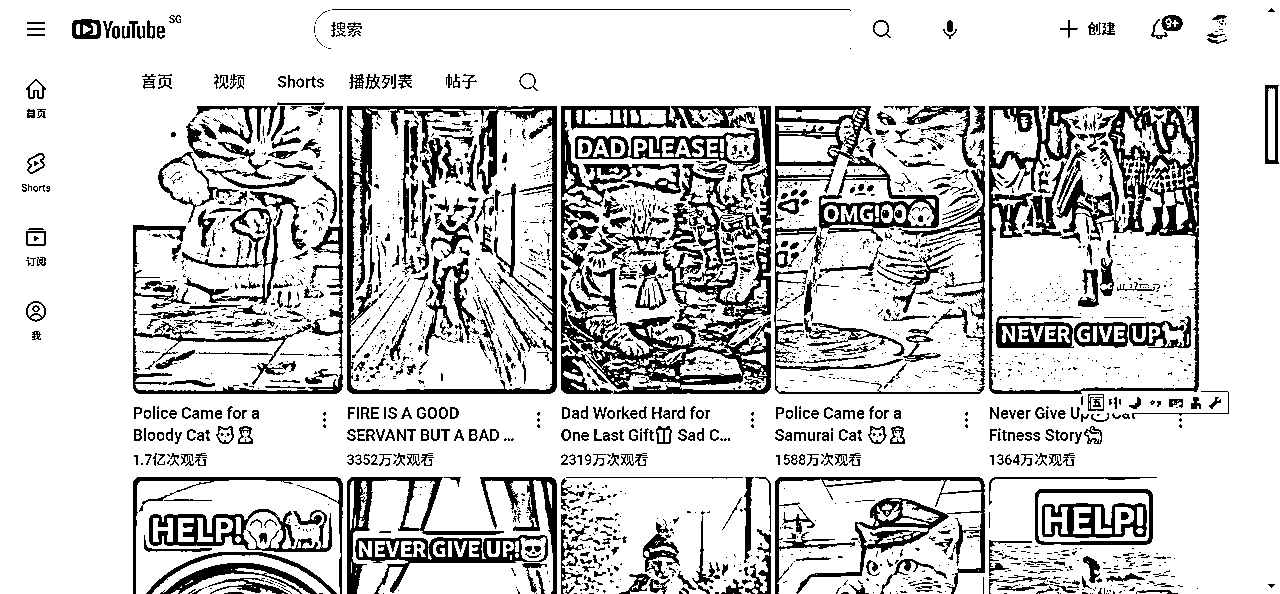 YouTube SG
搜索
创建
9+
首页
视频
Shorts
播放列表
帖子
首页
Shorts
订阅
我
DAD PLEASE!
OMG!OO
NEVER GIVE UP
Police Came for a
Bloody Cat
1.7亿次观看
FIRE IS A GOOD
SERVANT BUT A BAD ...
3352万次观看
Dad Worked Hard for
One Last Gift Sad C...
2319万次观看
Police Came for a
Samurai Cat
1588万次观看
Never Give Up Cat
Fitness Story
1364万次观看
五 中
HELP!
NEVER GIVE UP!
HELP!